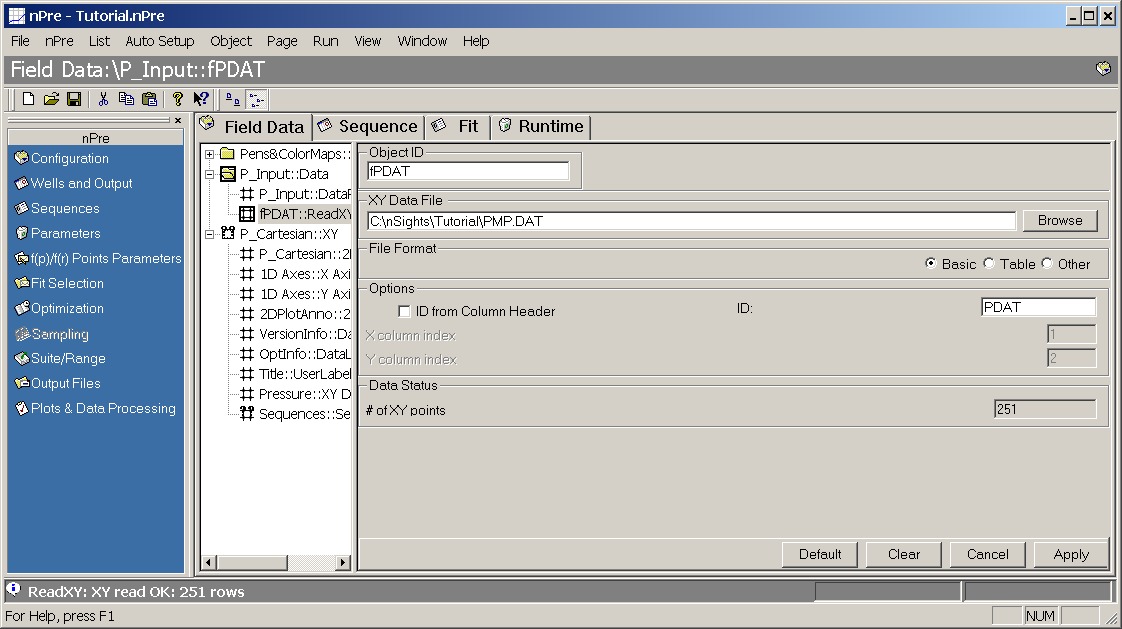 nPre - Tutorial.nPre
File nPre List Auto Setup Object Page Run View Window Help
Field Data:\P_Input::fPDAT
nPre
Configuration
Wells and Output
Sequences
Parameters
f(p)/f(r) Points Parameters
Fit Selection
Optimization
Sampling
Suite/Range
Output Files
Plots & Data Processing
Field Data Sequence Fit Runtime
Pens&ColorMaps::
P_Input::Data
P_Input::DataF
fPDAT::ReadXY
P_Cartesian::XY
P_Cartesian::2I
1D Axes::X Axi
1D Axes::Y Axi
2DPlotAnno::2
VersionInfo::Da
OptInfo::DataL
Title::UserLabel
Pressure::XY D
Sequences::Se
Object ID
fPDAT
XY Data File
C:\nSights\Tutorial\PMP.DAT Browse
File Format
Basic Table Other
Options
ID from Column Header ID: PDAT
X column index 1
Y column index 2
Data Status
# of XY points 251
Default Clear Cancel Apply
ReadXY: XY read OK: 251 rows
For Help, press F1 NUM